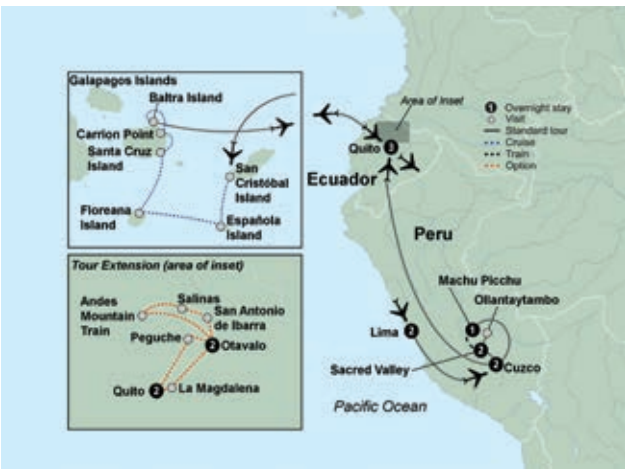 Galapagos Islands
Baltra Island
Carrion Point
Santa Cruz
Island
San
Cristóbal
Island
Floreana
Island
Española
Island
Tour Extension (area of inset)
Andes
Mountain
Train
Salinas
San Antonio
de Ibarra
Peguche
2 Otavalo
Quito 2
La Magdalena
Area of Inset
Quito 3
Ecuador
1 Overnight stay
Visit
Standard tour
Cruise
Train
Option
Peru
Machu Picchu
Ollantaytambo
1
Lima 2
2
Sacred Valley
2 Cuzco
Pacific Ocean